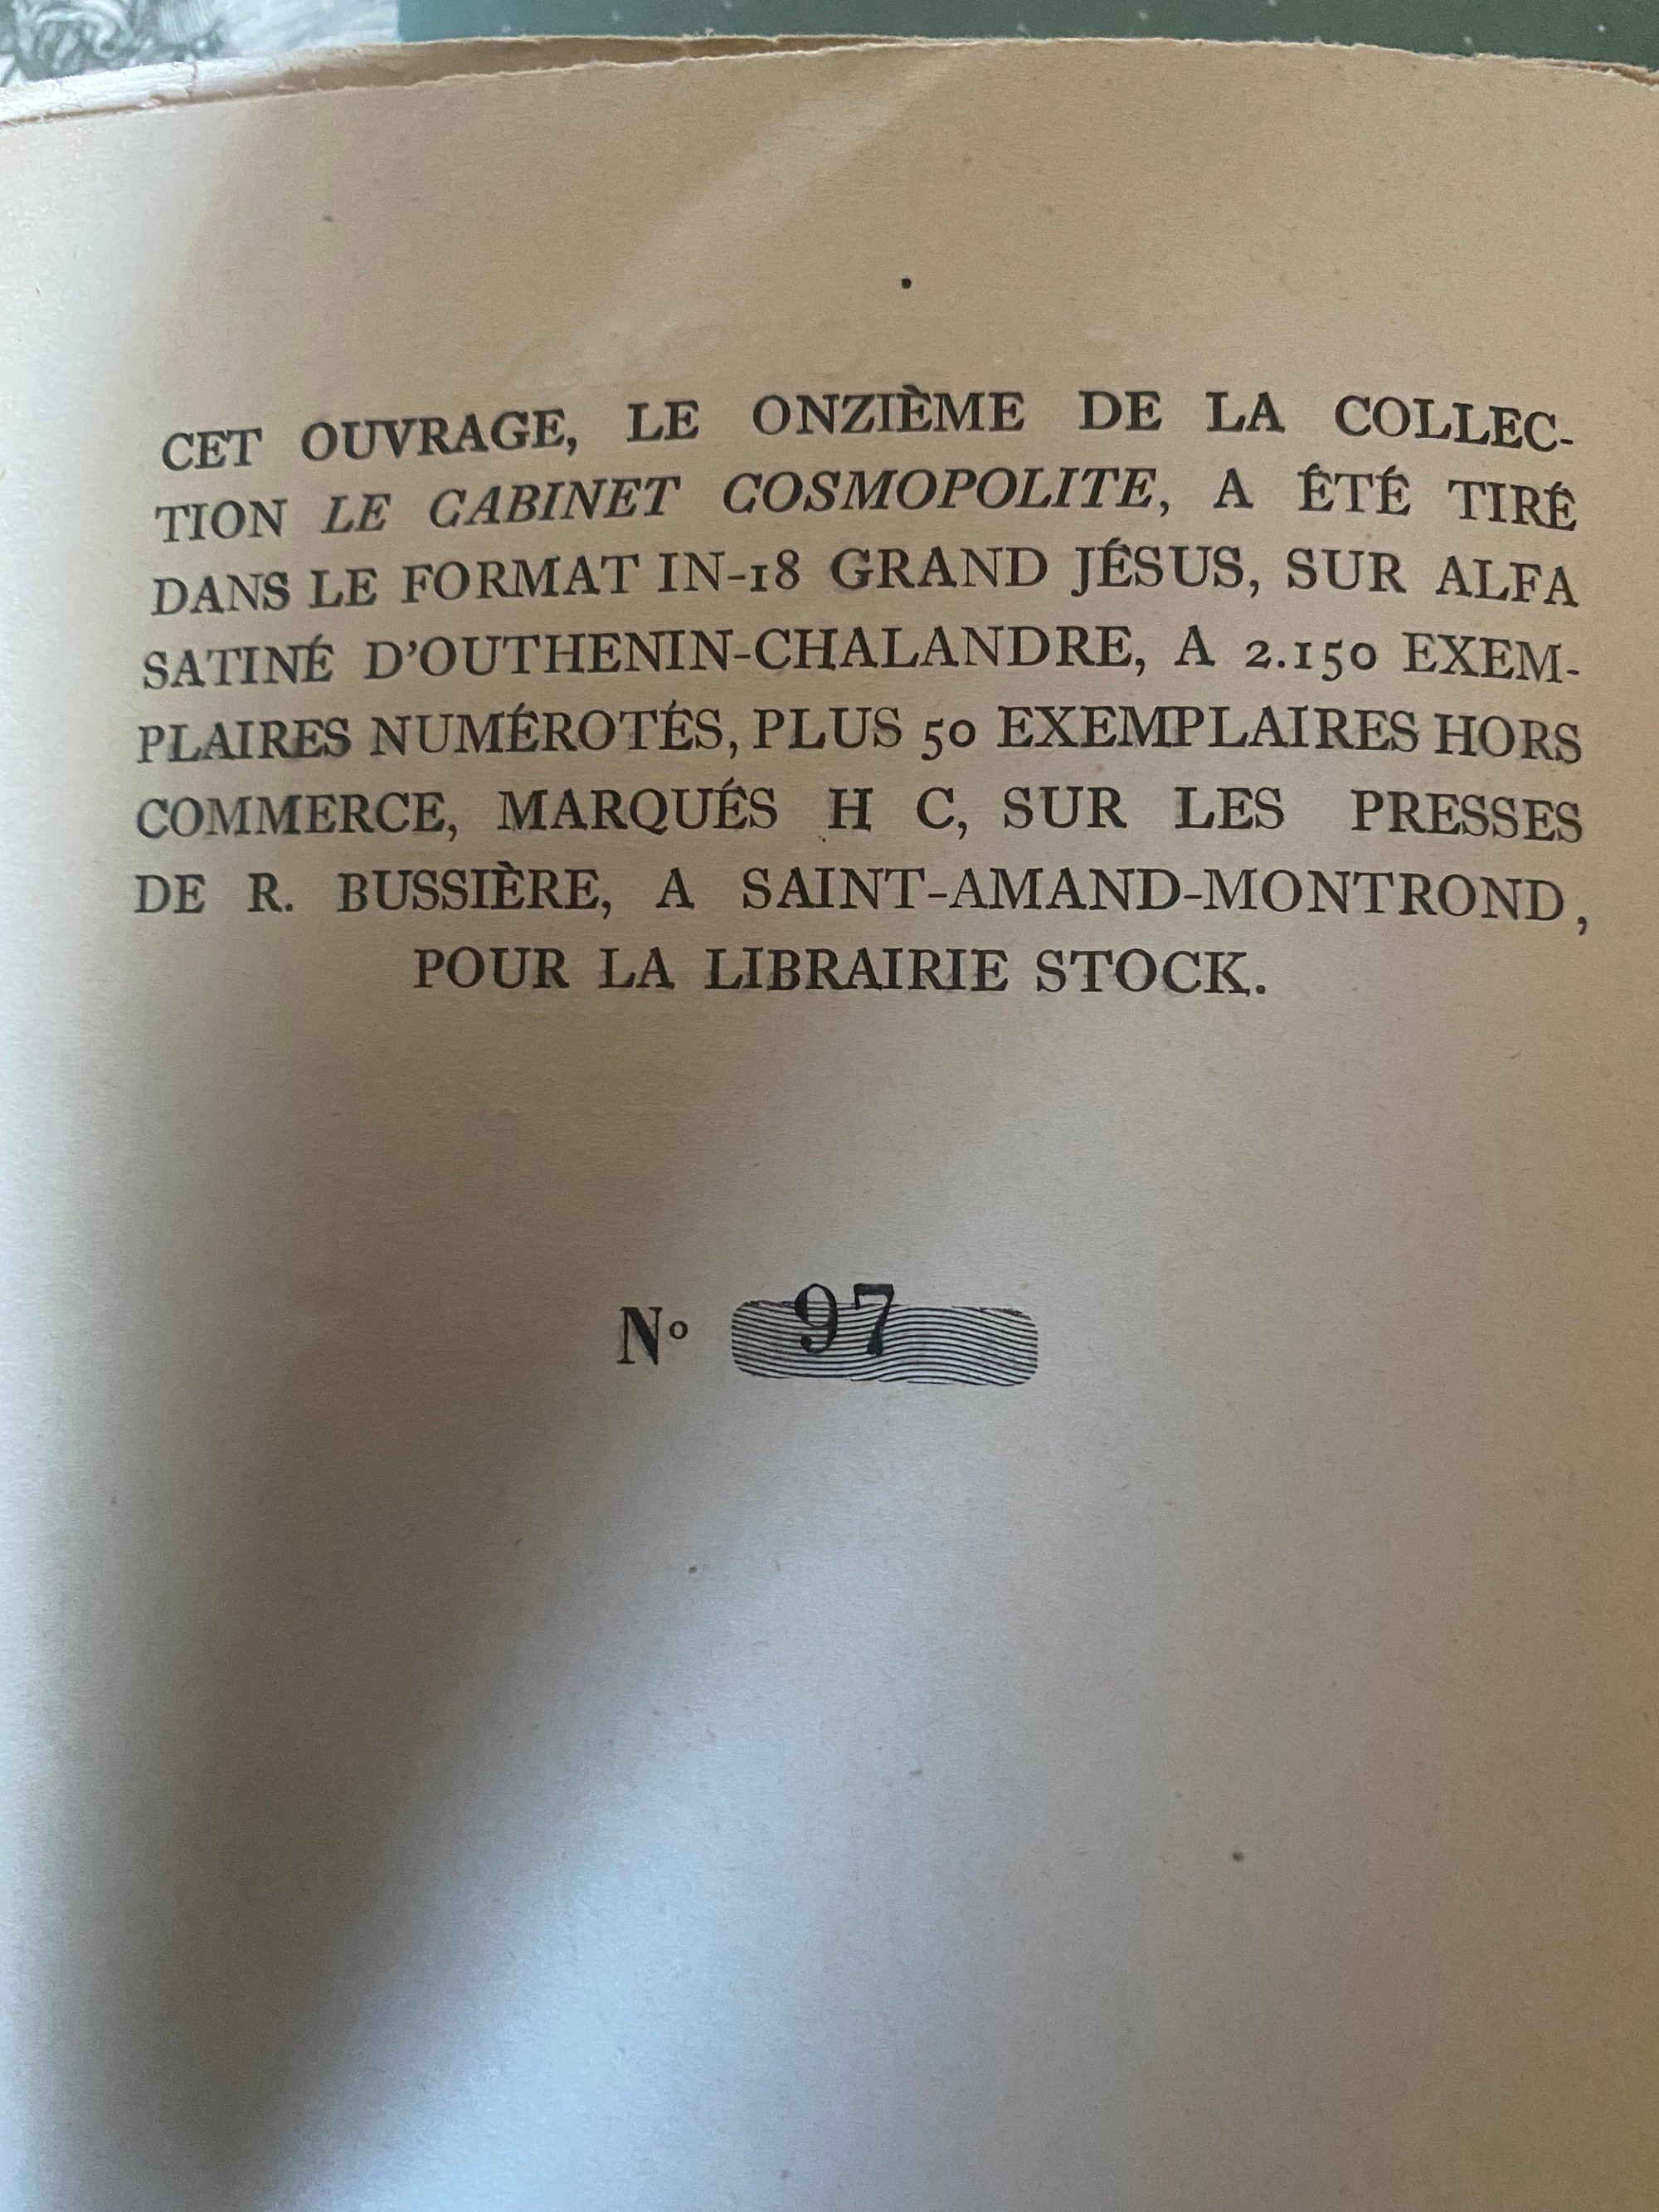 CET OUVRAGE, LE ONZIÈME DE LA COLLEC-
TION LE CABINET COSMOPOLITE, A ÉTÉ TIRÉ
DANS LE FORMAT IN-18 GRAND JÉSUS, SUR ALFA
SATINÉ D'OUTHENIN-CHALANDRE, A 2.150 EXEM-
PLAIRES NUMÉROTÉS, PLUS 50 EXEMPLAIRES HORS
COMMERCE, MARQUÉS H C, SUR LES PRESSES
DE R. BUSSIÈRE, A SAINT-AMAND-MONTROND,
POUR LA LIBRAIRIE STOCK.
Nº 97